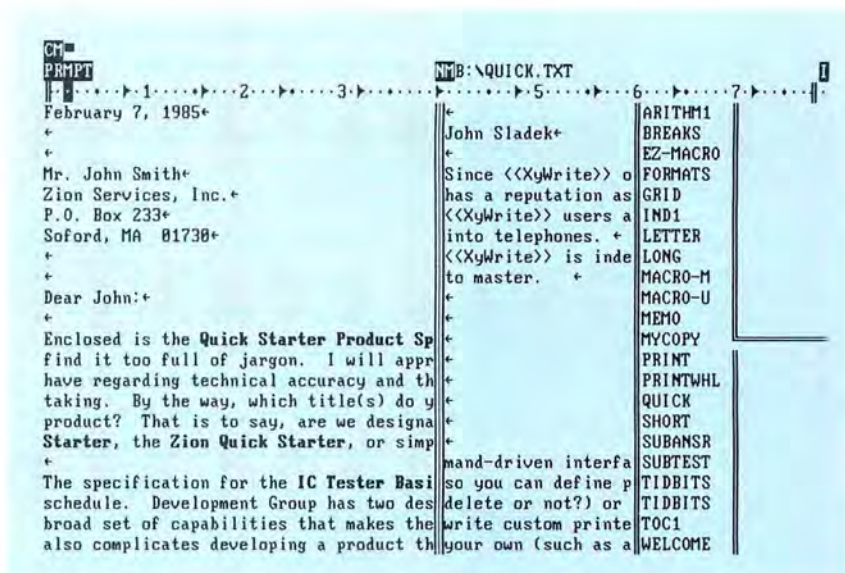 CM
PRMPT NMB:\QUICK.TXT I
1 2 3 5 6 7
February 7, 1985←
←
←
Mr. John Smith←
Zion Services, Inc.←
P.O. Box 233←
Soford, MA 01730←
←
←
Dear John:←
←
Enclosed is the Quick Starter Product Sp
find it too full of jargon. I will appr
have regarding technical accuracy and th
taking. By the way, which title(s) do y
product? That is to say, are we designa
Starter, the Zion Quick Starter, or simp
←
The specification for the IC Tester Basi
schedule. Development Group has two des
broad set of capabilities that makes the
also complicates developing a product th
←
John Sladek←
←
Since <<XyWrite>> o
has a reputation as
<<XyWrite>> users a
into telephones. ←
<<XyWrite>> is inde
to master. ←
←
←
←
←
←
←
←
←
mand-driven interfa
so you can define p
delete or not?) or
write custom printe
your own (such as a
ARITHM1
BREAKS
EZ-MACRO
FORMATS
GRID
IND1
LETTER
LONG
MACRO-M
MACRO-U
MEMO
MYCOPY
PRINT
PRINTWHL
QUICK
SHORT
SUBANSR
SUBTEST
TIDBITS
TIDBITS
TOC1
WELCOME